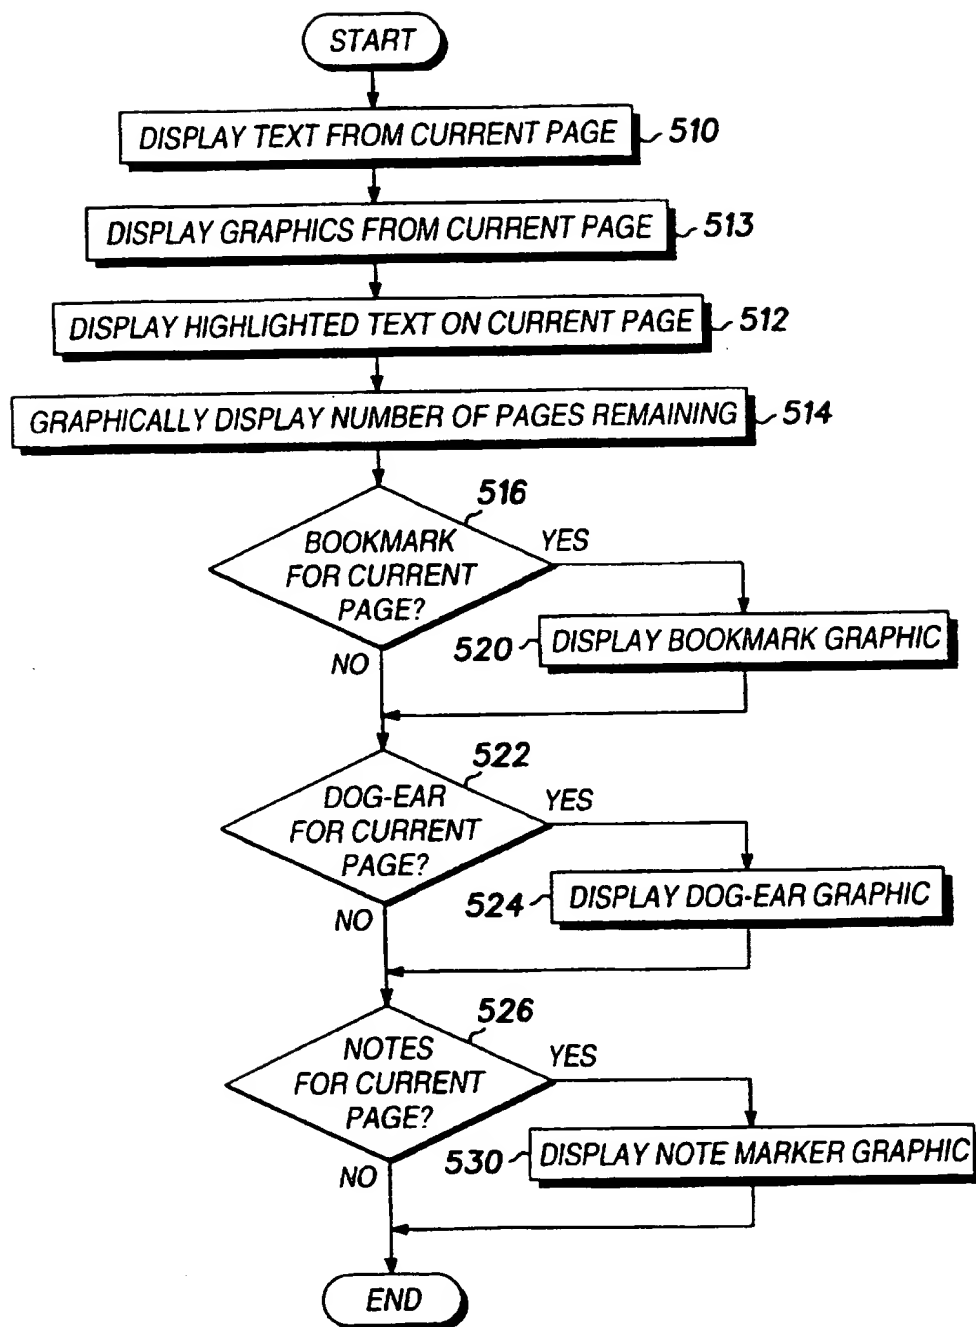 START
DISPLAY TEXT FROM CURRENT PAGE
510
DISPLAY GRAPHICS FROM CURRENT PAGE
513
DISPLAY HIGHLIGHTED TEXT ON CURRENT PAGE
512
GRAPHICALLY DISPLAY NUMBER OF PAGES REMAINING
514
516
BOOKMARK
FOR CURRENT
PAGE?
YES
NO
520
DISPLAY BOOKMARK GRAPHIC
522
DOG-EAR
FOR CURRENT
PAGE?
YES
NO
524
DISPLAY DOG-EAR GRAPHIC
526
NOTES
FOR CURRENT
PAGE?
YES
NO
530
DISPLAY NOTE MARKER GRAPHIC
END